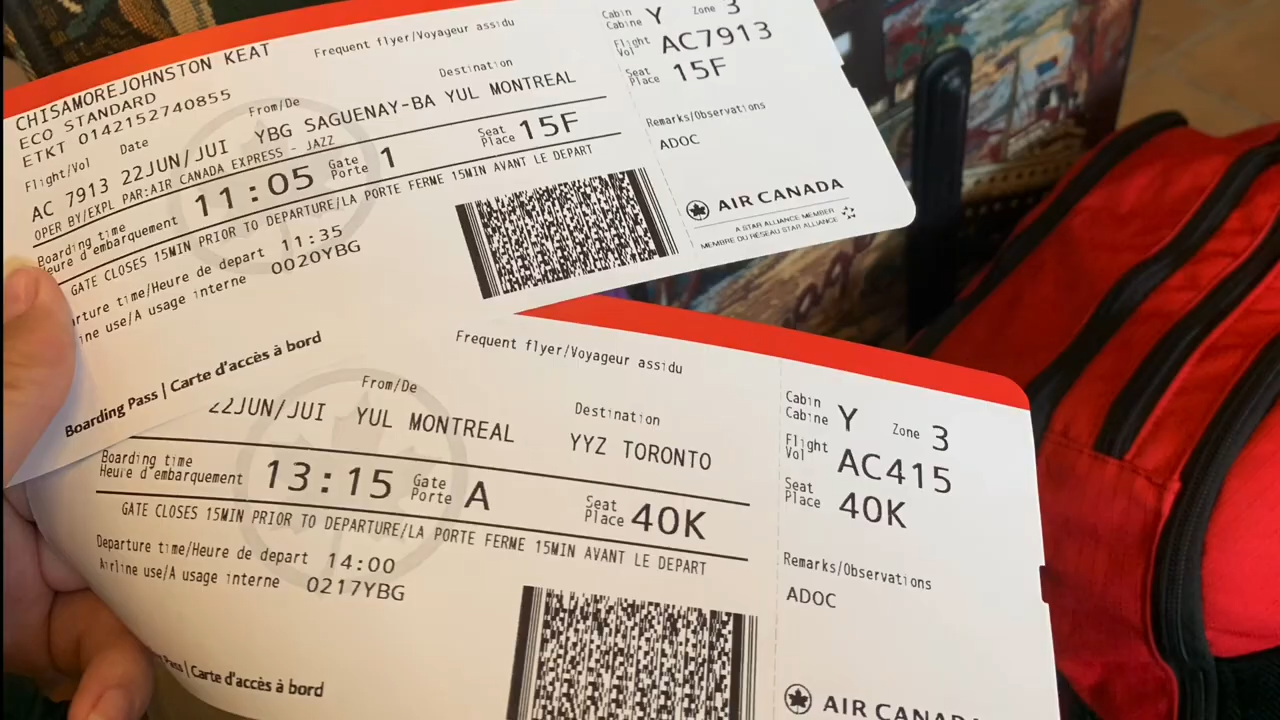 CHISAMOREJOHNSTON KEAT
Frequent flyer/Voyageur assidu
ECO STANDARD
ETKT 0142152740855
Flight/Vol Date From/De Destination
AC 7913 22JUN/JUI YBG SAGUENAY-BA YUL MONTREAL
OPER BY/EXPL PAR:AIR CANADA EXPRESS - JAZZ
Boarding time
Heure d'embarquement 11:05 Gate Porte 1 Seat Place 15F
GATE CLOSES 15MIN PRIOR TO DEPARTURE/LA PORTE FERME 15MIN AVANT LE DEPART
rture time/Heure de depart 11:35
ine use/A usage interne 0020YBG
Boarding Pass | Carte d'accès à bord
Cabin
Cabine Y Zone 3
Flight
Vol AC7913
Seat
Place 15F
Remarks/Observations
ADOC
AIR CANADA
A STAR ALLIANCE MEMBER
MEMBRE DU RÉSEAU STAR ALLIANCE
Frequent flyer/Voyageur assidu
From/De Destination
22JUN/JUI YUL MONTREAL YYZ TORONTO
Boarding time
Heure d'embarquement 13:15 Gate Porte A Seat Place 40K
GATE CLOSES 15MIN PRIOR TO DEPARTURE/LA PORTE FERME 15MIN AVANT LE DEPART
Departure time/Heure de depart 14:00
Airline use/A usage interne 0217YBG
Pass | Carte d'accès à bord
Cabin
Cabine Y Zone 3
Flight
Vol AC415
Seat
Place 40K
Remarks/Observations
ADOC
AIR CANADA